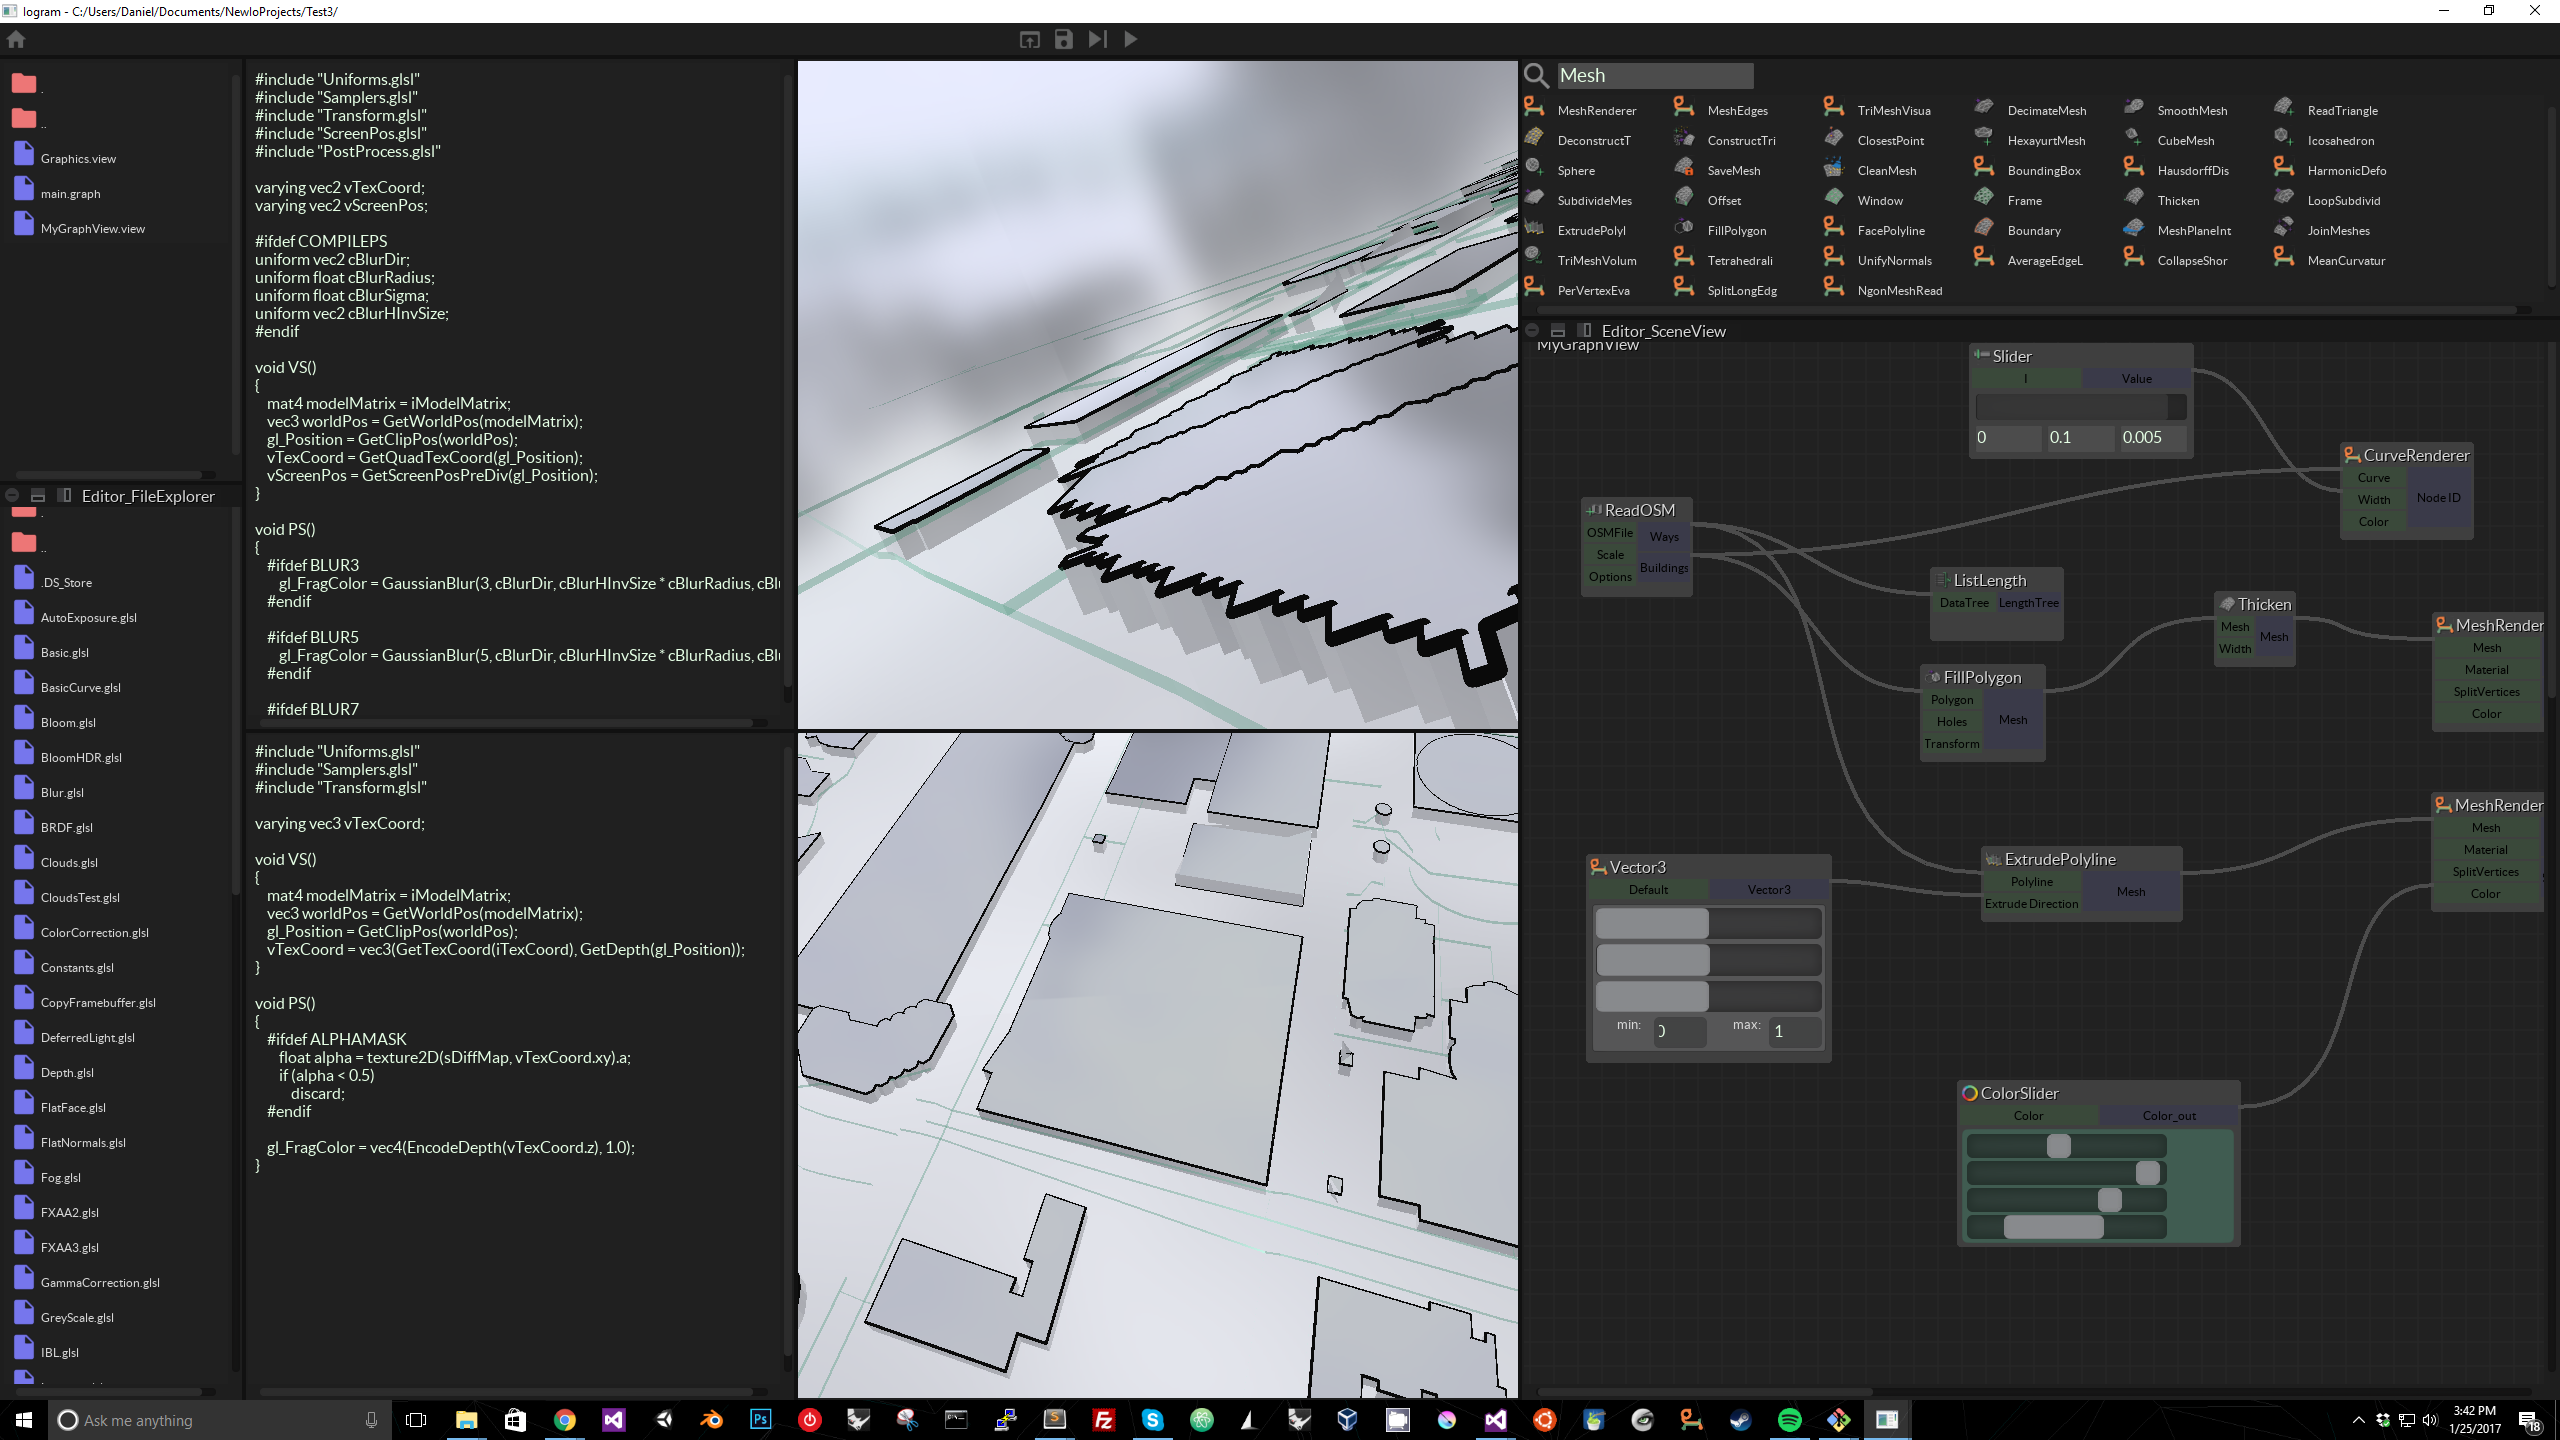 Iogram - C:/Users/Daniel/Documents/NewIoProjects/Test3/
.
..
Graphics.view
main.graph
MyGraphView.view
Editor_FileExplorer
.
..
.DS_Store
AutoExposure.glsl
Basic.glsl
BasicCurve.glsl
Bloom.glsl
BloomHDR.glsl
Blur.glsl
BRDF.glsl
Clouds.glsl
CloudsTest.glsl
ColorCorrection.glsl
Constants.glsl
CopyFramebuffer.glsl
DeferredLight.glsl
Depth.glsl
FlatFace.glsl
FlatNormals.glsl
Fog.glsl
FXAA2.glsl
FXAA3.glsl
GammaCorrection.glsl
GreyScale.glsl
IBL.glsl
#include "Uniforms.glsl"
#include "Samplers.glsl"
#include "Transform.glsl"
#include "ScreenPos.glsl"
#include "PostProcess.glsl"
varying vec2 vTexCoord;
varying vec2 vScreenPos;
#ifdef COMPILEPS
uniform vec2 cBlurDir;
uniform float cBlurRadius;
uniform float cBlurSigma;
uniform vec2 cBlurHInvSize;
#endif
void VS()
{
mat4 modelMatrix = iModelMatrix;
vec3 worldPos = GetWorldPos(modelMatrix);
gl_Position = GetClipPos(worldPos);
vTexCoord = GetQuadTexCoord(gl_Position);
vScreenPos = GetScreenPosPreDiv(gl_Position);
}
void PS()
{
#ifdef BLUR3
gl_FragColor = GaussianBlur(3, cBlurDir, cBlurHInvSize * cBlurRadius, cBlu
#endif
#ifdef BLUR5
gl_FragColor = GaussianBlur(5, cBlurDir, cBlurHInvSize * cBlurRadius, cBlu
#endif
#ifdef BLUR7
#include "Uniforms.glsl"
#include "Samplers.glsl"
#include "Transform.glsl"
varying vec3 vTexCoord;
void VS()
{
mat4 modelMatrix = iModelMatrix;
vec3 worldPos = GetWorldPos(modelMatrix);
gl_Position = GetClipPos(worldPos);
vTexCoord = vec3(GetTexCoord(iTexCoord), GetDepth(gl_Position));
}
void PS()
{
#ifdef ALPHAMASK
float alpha = texture2D(sDiffMap, vTexCoord.xy).a;
if (alpha < 0.5)
discard;
#endif
gl_FragColor = vec4(EncodeDepth(vTexCoord.z), 1.0);
}
Mesh
MeshRenderer MeshEdges TriMeshVisua DecimateMesh SmoothMesh ReadTriangle
DeconstructT ConstructTri ClosestPoint HexayurtMesh CubeMesh Icosahedron
Sphere SaveMesh CleanMesh BoundingBox HausdorffDis HarmonicDefo
SubdivideMes Offset Window Frame Thicken LoopSubdivid
ExtrudePolyl FillPolygon FacePolyline Boundary MeshPlaneInt JoinMeshes
TriMeshVolum Tetrahedrali UnifyNormals AverageEdgeL CollapseShor MeanCurvatur
PerVertexEva SplitLongEdg NgonMeshRead
Editor_SceneView
MyGraphView
Slider
I Value
0 0.1 0.005
CurveRenderer
Curve
Width
Color
Node ID
ReadOSM
OSMFile
Scale
Options
Ways
Buildings
ListLength
DataTree LengthTree
Thicken
Mesh
Width
Mesh
MeshRender
Mesh
Material
SplitVertices
Color
FillPolygon
Polygon
Holes
Transform
Mesh
MeshRender
Mesh
Material
SplitVertices
Color
ExtrudePolyline
Polyline
Extrude Direction
Mesh
Vector3
Default Vector3
min: 0 max: 1
ColorSlider
Color Color_out
Ask me anything
3:42 PM
1/25/2017
18